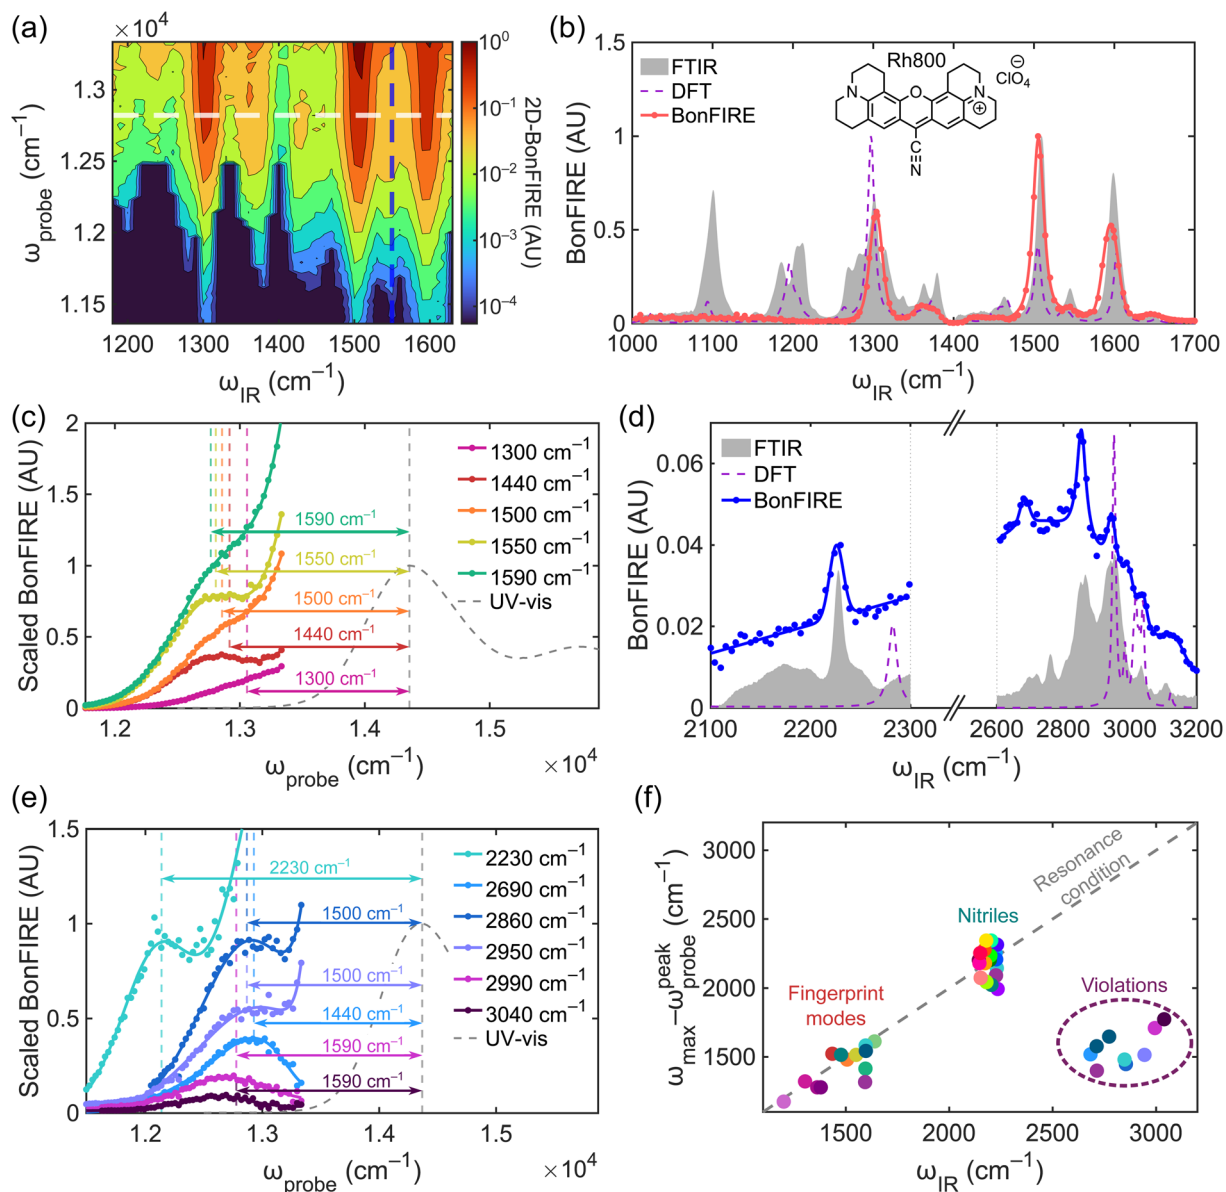 (a)
×10⁴
1.3
1.25
1.2
1.15
ω_probe (cm⁻¹)
1200 1300 1400 1500 1600
ω_IR (cm⁻¹)
10⁰
10⁻¹
10⁻²
10⁻³
10⁻⁴
2D-BonFIRE (AU)
(b)
1.5
1
0.5
0
BonFIRE (AU)
FTIR
DFT
BonFIRE
Rh800
N
O
N
+
C
N
⊖
ClO₄
1000 1100 1200 1300 1400 1500 1600 1700
ω_IR (cm⁻¹)
(c)
2
1.5
1
0.5
0
Scaled BonFIRE (AU)
1300 cm⁻¹
1440 cm⁻¹
1500 cm⁻¹
1550 cm⁻¹
1590 cm⁻¹
UV-vis
1590 cm⁻¹
1550 cm⁻¹
1500 cm⁻¹
1440 cm⁻¹
1300 cm⁻¹
1.2 1.3 1.4 1.5
ω_probe (cm⁻¹)
×10⁴
(d)
0.06
0.04
0.02
0
BonFIRE (AU)
FTIR
DFT
BonFIRE
2100 2200 2300 2600 2800 3000 3200
ω_IR (cm⁻¹)
(e)
1.5
1
0.5
0
Scaled BonFIRE (AU)
2230 cm⁻¹
1500 cm⁻¹
1500 cm⁻¹
1440 cm⁻¹
1590 cm⁻¹
1590 cm⁻¹
2230 cm⁻¹
2690 cm⁻¹
2860 cm⁻¹
2950 cm⁻¹
2990 cm⁻¹
3040 cm⁻¹
UV-vis
1.2 1.3 1.4 1.5
ω_probe (cm⁻¹)
×10⁴
(f)
3000
2500
2000
1500
ω_max−ω_probe^peak (cm⁻¹)
Resonance
condition
Nitriles
Fingerprint
modes
Violations
1500 2000 2500 3000
ω_IR (cm⁻¹)